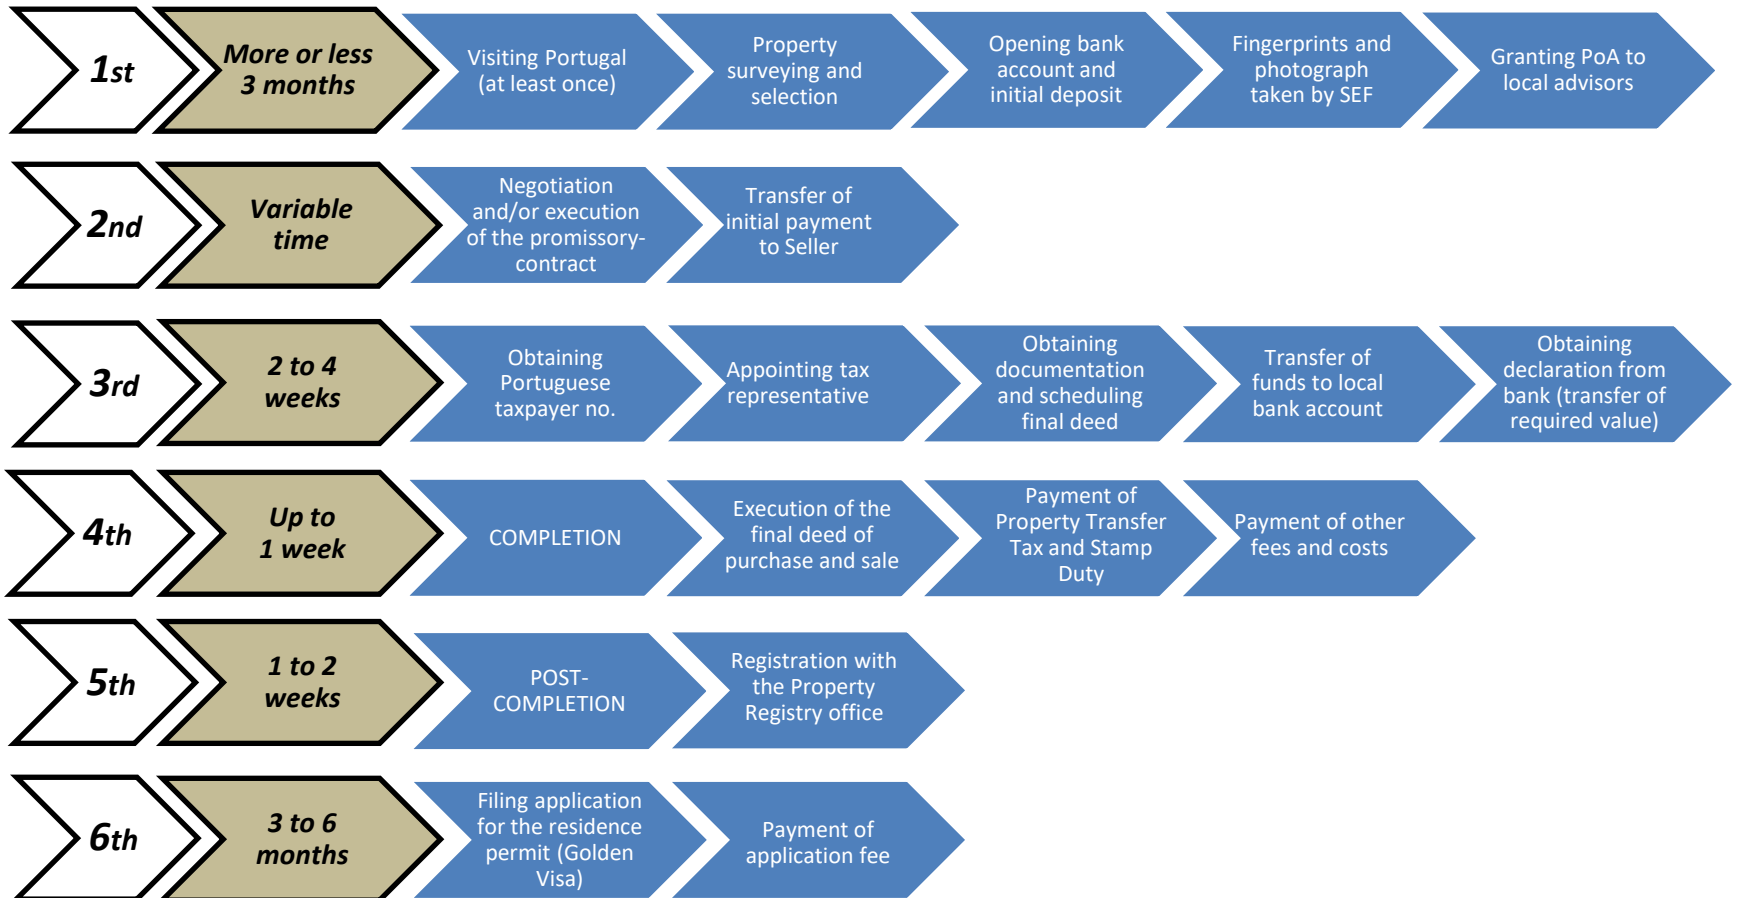 1st
More or less
3 months
Visiting Portugal
(at least once)
Property
surveying and
selection
Opening bank
account and
initial deposit
Fingerprints and
photograph
taken by SEF
Granting PoA to
local advisors
2nd
Variable
time
Negotiation
and/or execution
of the promissory-
contract
Transfer of
initial payment
to Seller
3rd
2 to 4
weeks
Obtaining
Portuguese
taxpayer no.
Appointing tax
representative
Obtaining
documentation
and scheduling
final deed
Transfer of
funds to local
bank account
Obtaining
declaration from
bank (transfer of
required value)
4th
Up to
1 week
COMPLETION
Execution of the
final deed of
purchase and sale
Payment of
Property Transfer
Tax and Stamp
Duty
Payment of other
fees and costs
5th
1 to 2
weeks
POST-
COMPLETION
Registration with
the Property
Registry office
6th
3 to 6
months
Filing application
for the residence
permit (Golden
Visa)
Payment of
application fee